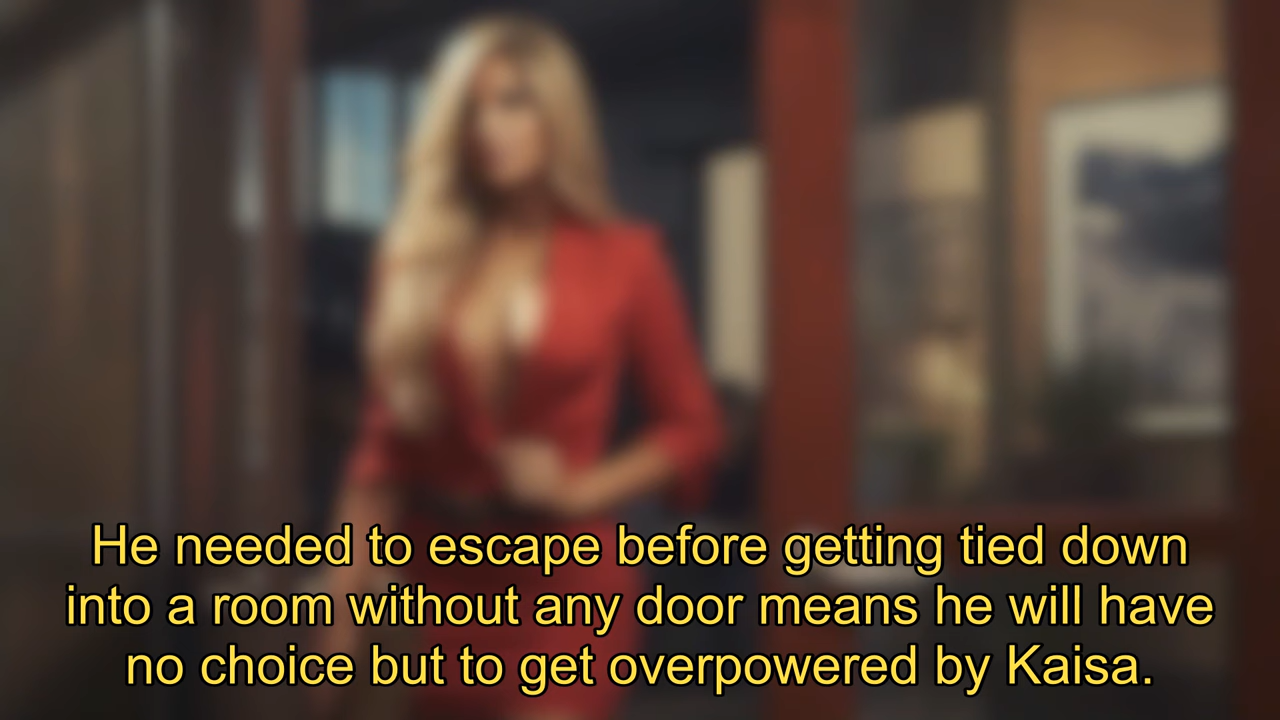 He needed to escape before getting tied down
into a room without any door means he will have
no choice but to get overpowered by Kaisa.